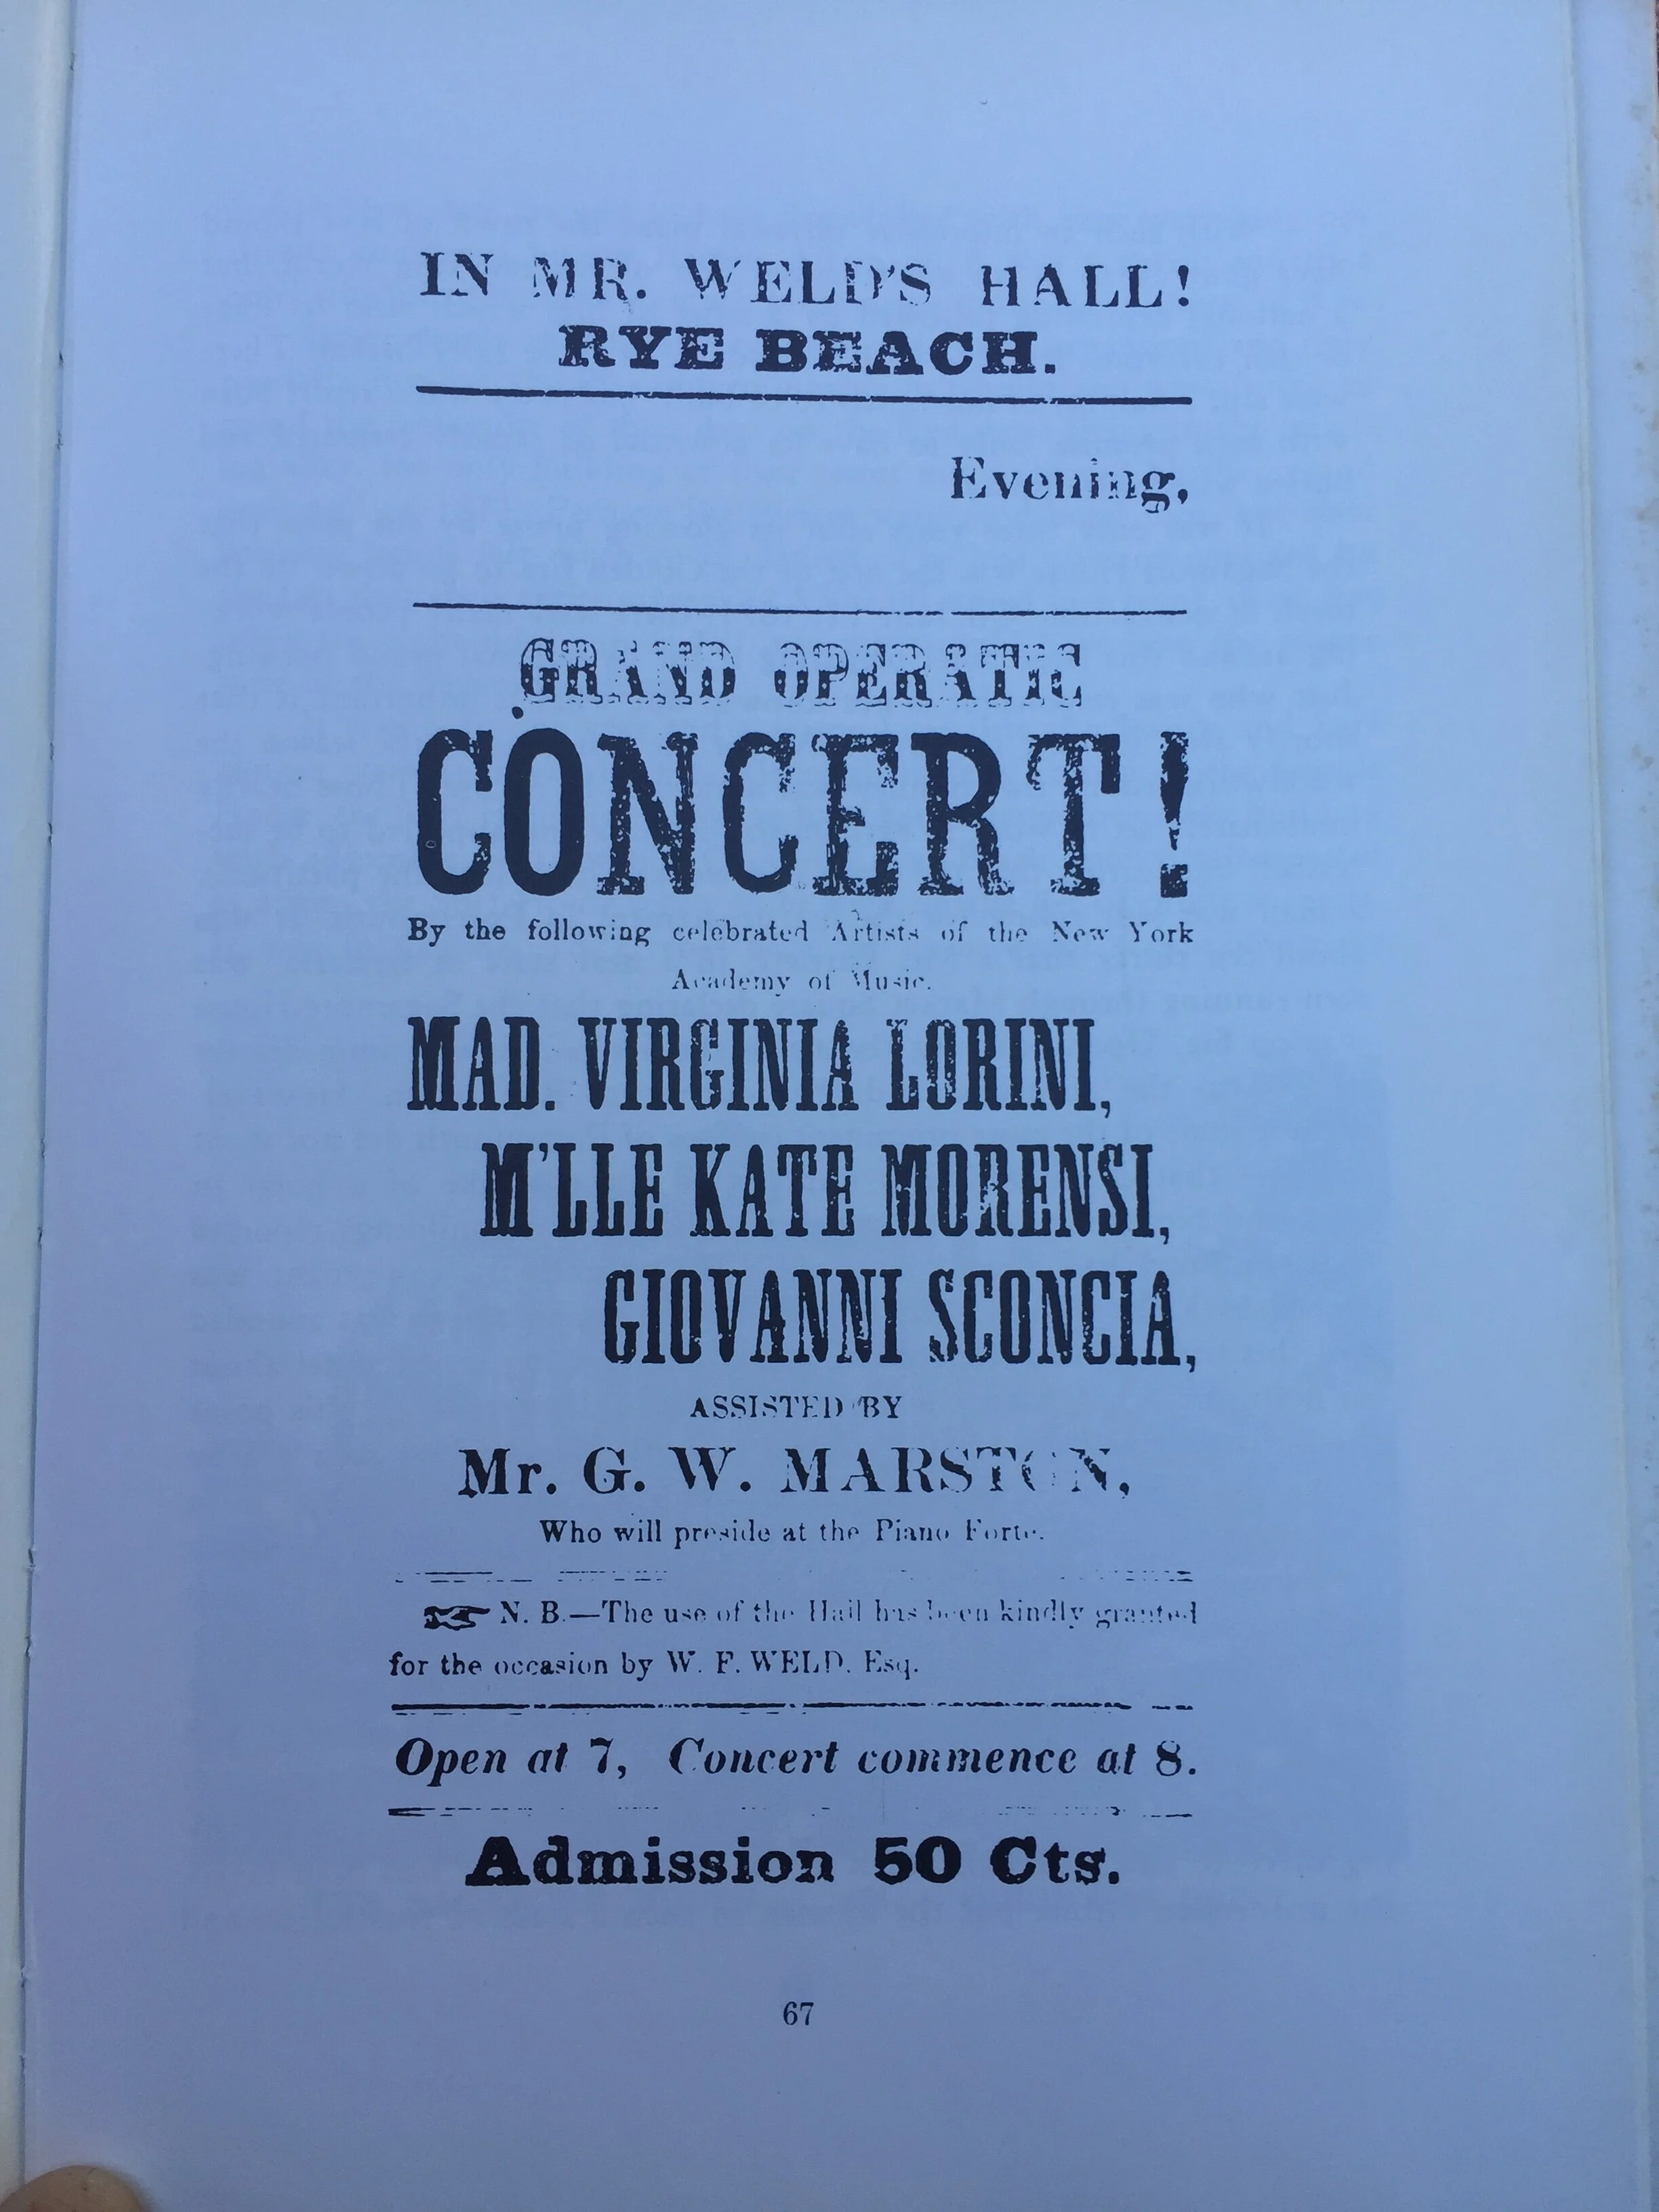 IN MR. WELD'S HALL!
RYE BEACH.
Evening,
GRAND OPERATIC
CONCERT!
By the following celebrated Artists of the New York
Academy of Music.
MAD. VIRGINIA LORINI,
M'LLE KATE MORENSI,
GIOVANNI SCONCIA,
ASSISTED BY
Mr. G. W. MARSTON,
Who will preside at the Piano Forte.
☞ N. B.—The use of the Hall has been kindly granted
for the occasion by W. F. WELD. Esq.
Open at 7, Concert commence at 8.
Admission 50 Cts.
67